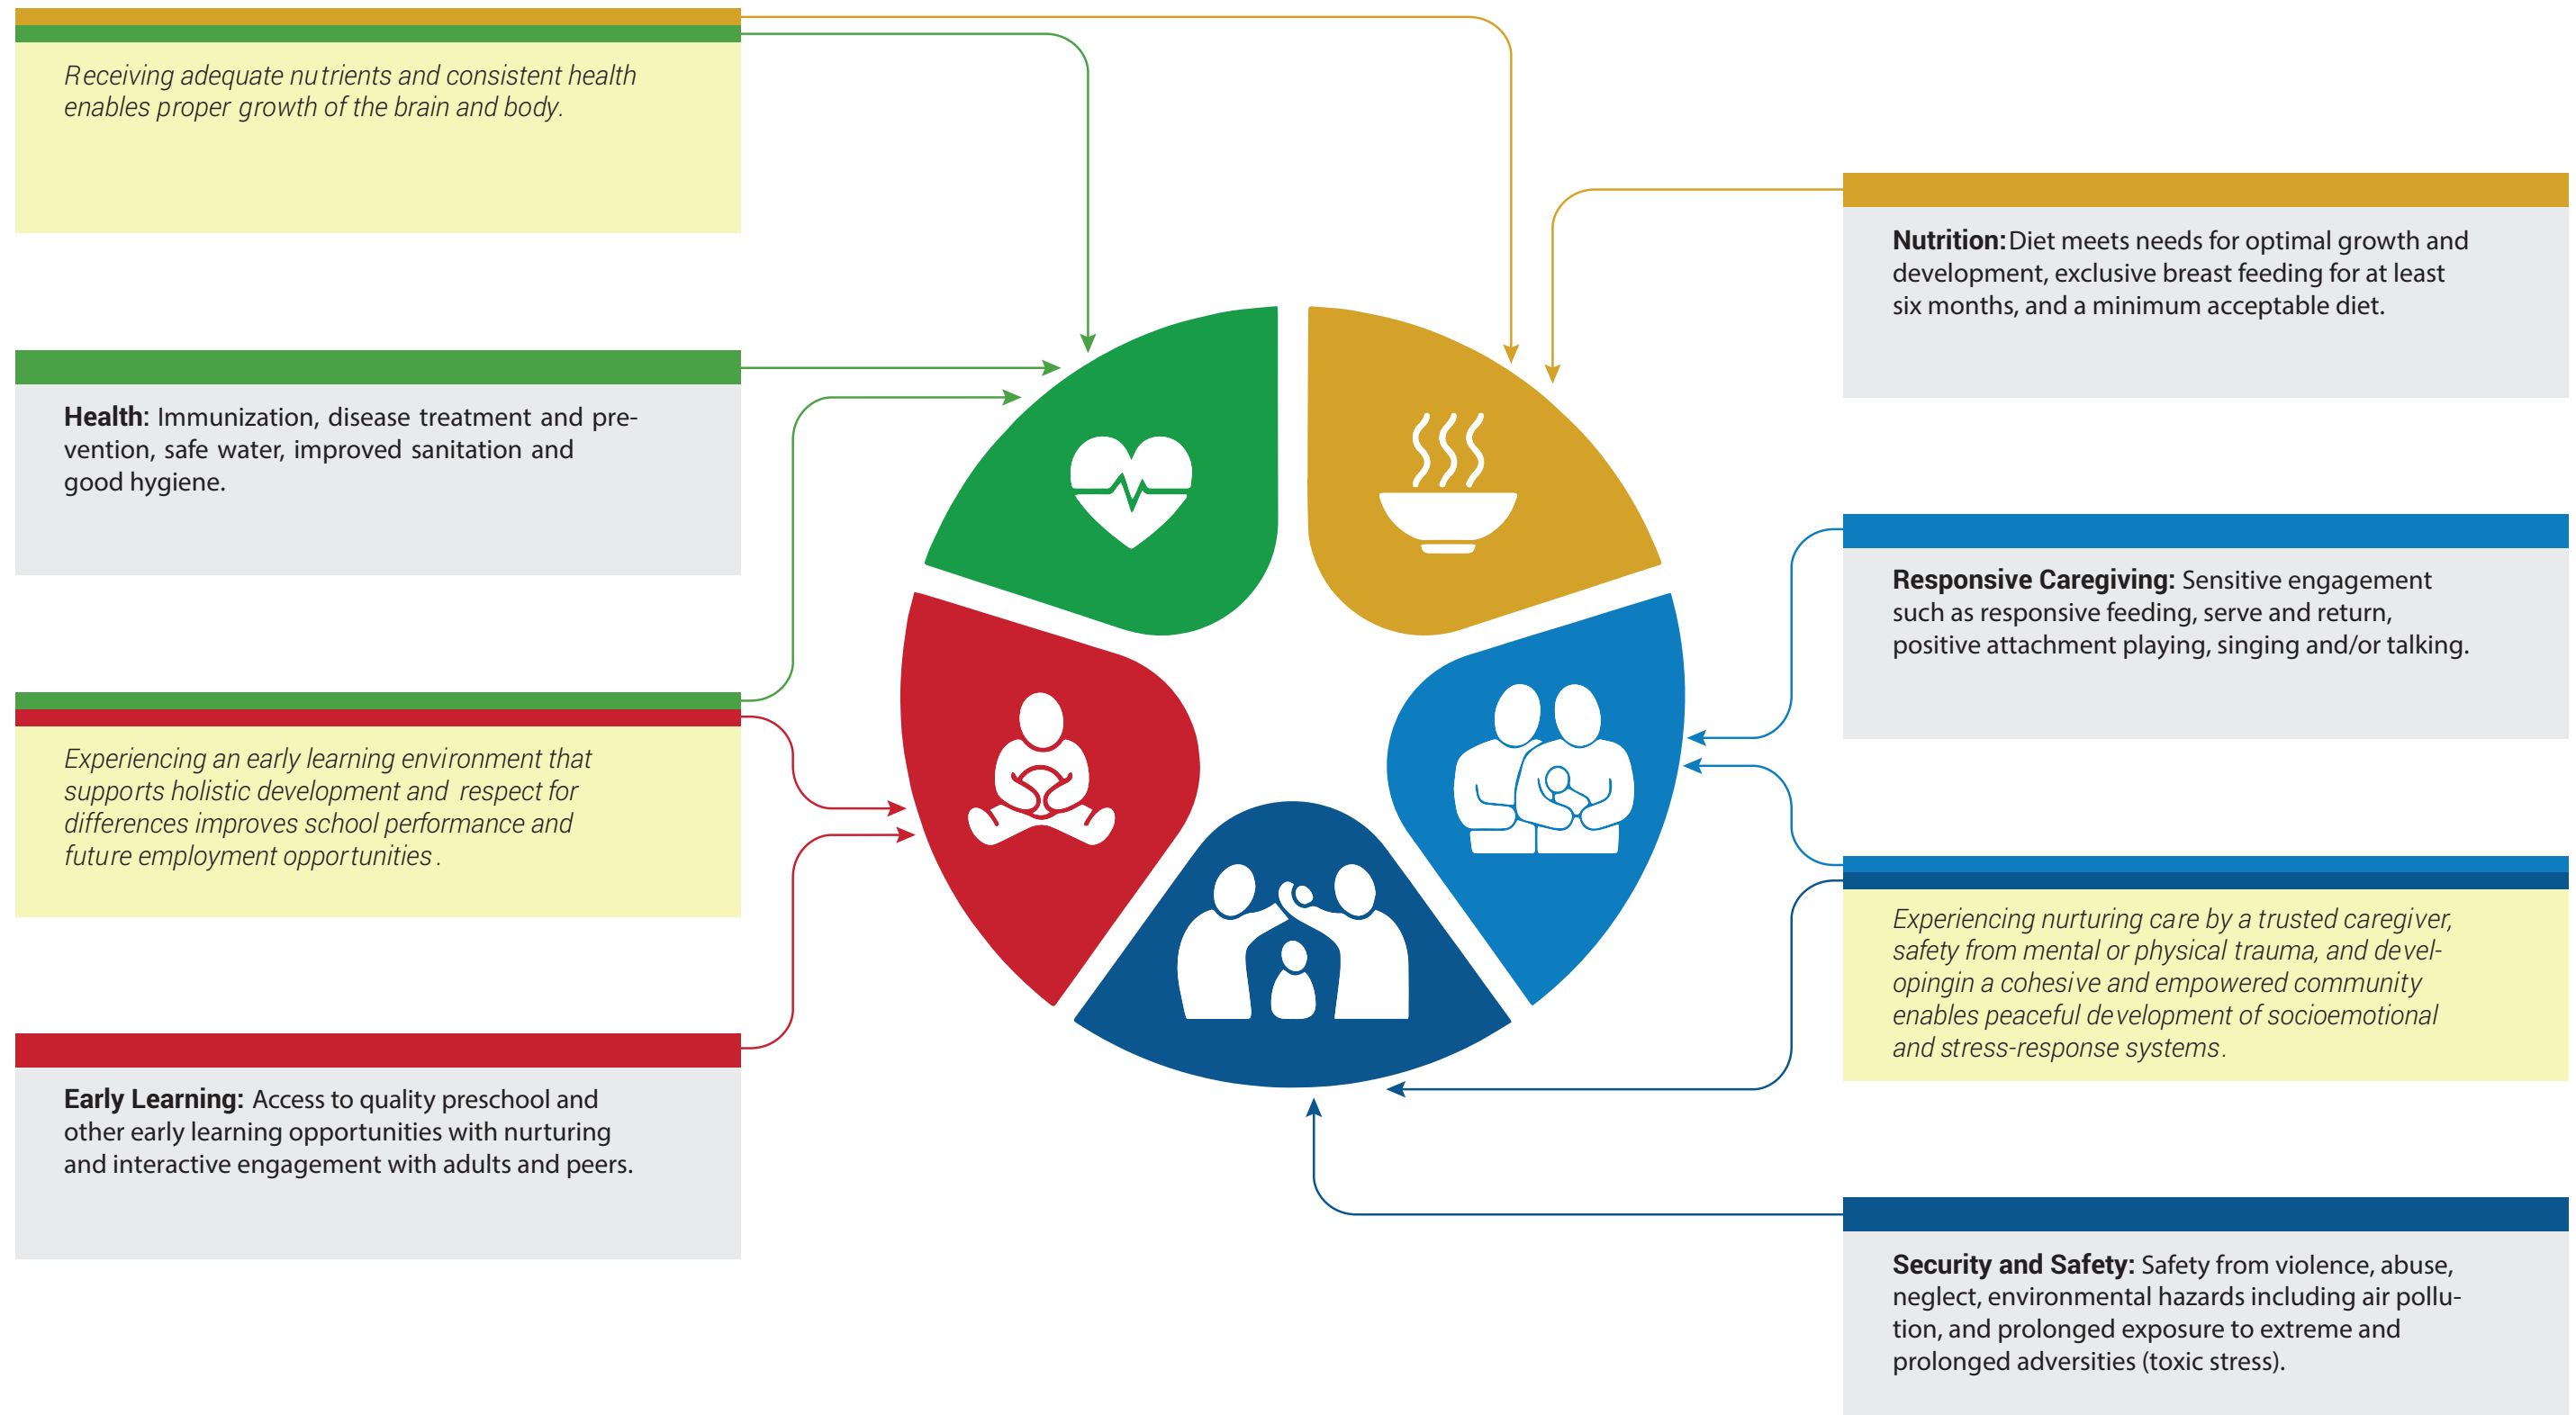 Receiving adequate nutrients and consistent health
enables proper growth of the brain and body.
Health: Immunization, disease treatment and pre-
vention, safe water, improved sanitation and
good hygiene.
Experiencing an early learning environment that
supports holistic development and respect for
differences improves school performance and
future employment opportunities.
Early Learning: Access to quality preschool and
other early learning opportunities with nurturing
and interactive engagement with adults and peers.
Nutrition: Diet meets needs for optimal growth and
development, exclusive breast feeding for at least
six months, and a minimum acceptable diet.
Responsive Caregiving: Sensitive engagement
such as responsive feeding, serve and return,
positive attachment playing, singing and/or talking.
Experiencing nurturing care by a trusted caregiver,
safety from mental or physical trauma, and devel-
opingin a cohesive and empowered community
enables peaceful development of socioemotional
and stress-response systems.
Security and Safety: Safety from violence, abuse,
neglect, environmental hazards including air pollu-
tion, and prolonged exposure to extreme and
prolonged adversities (toxic stress).